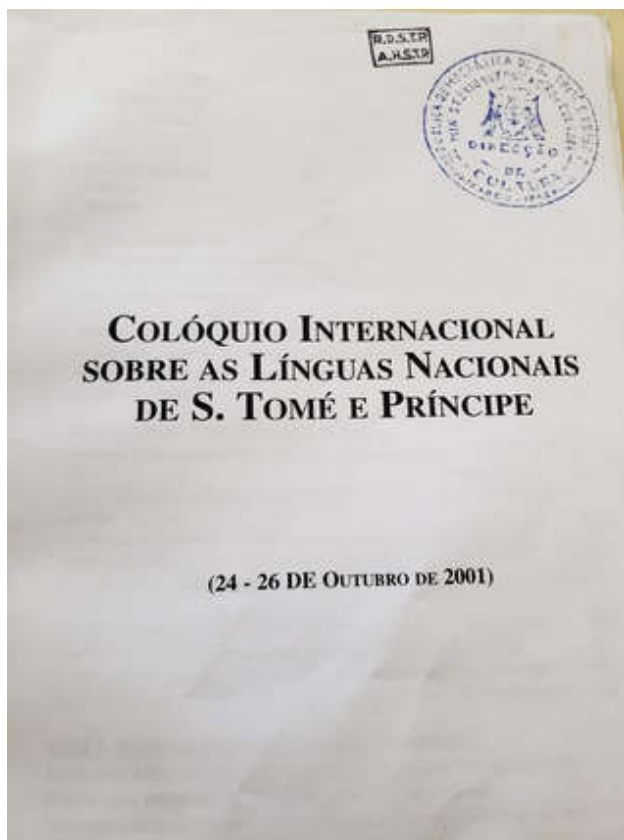 R.D.S.T.P.
A.H.S.T.P.
DIRECÇÃO
DE
CULTURA
COLÓQUIO INTERNACIONAL
SOBRE AS LÍNGUAS NACIONAIS
DE S. TOMÉ E PRÍNCIPE
(24 - 26 DE OUTUBRO DE 2001)